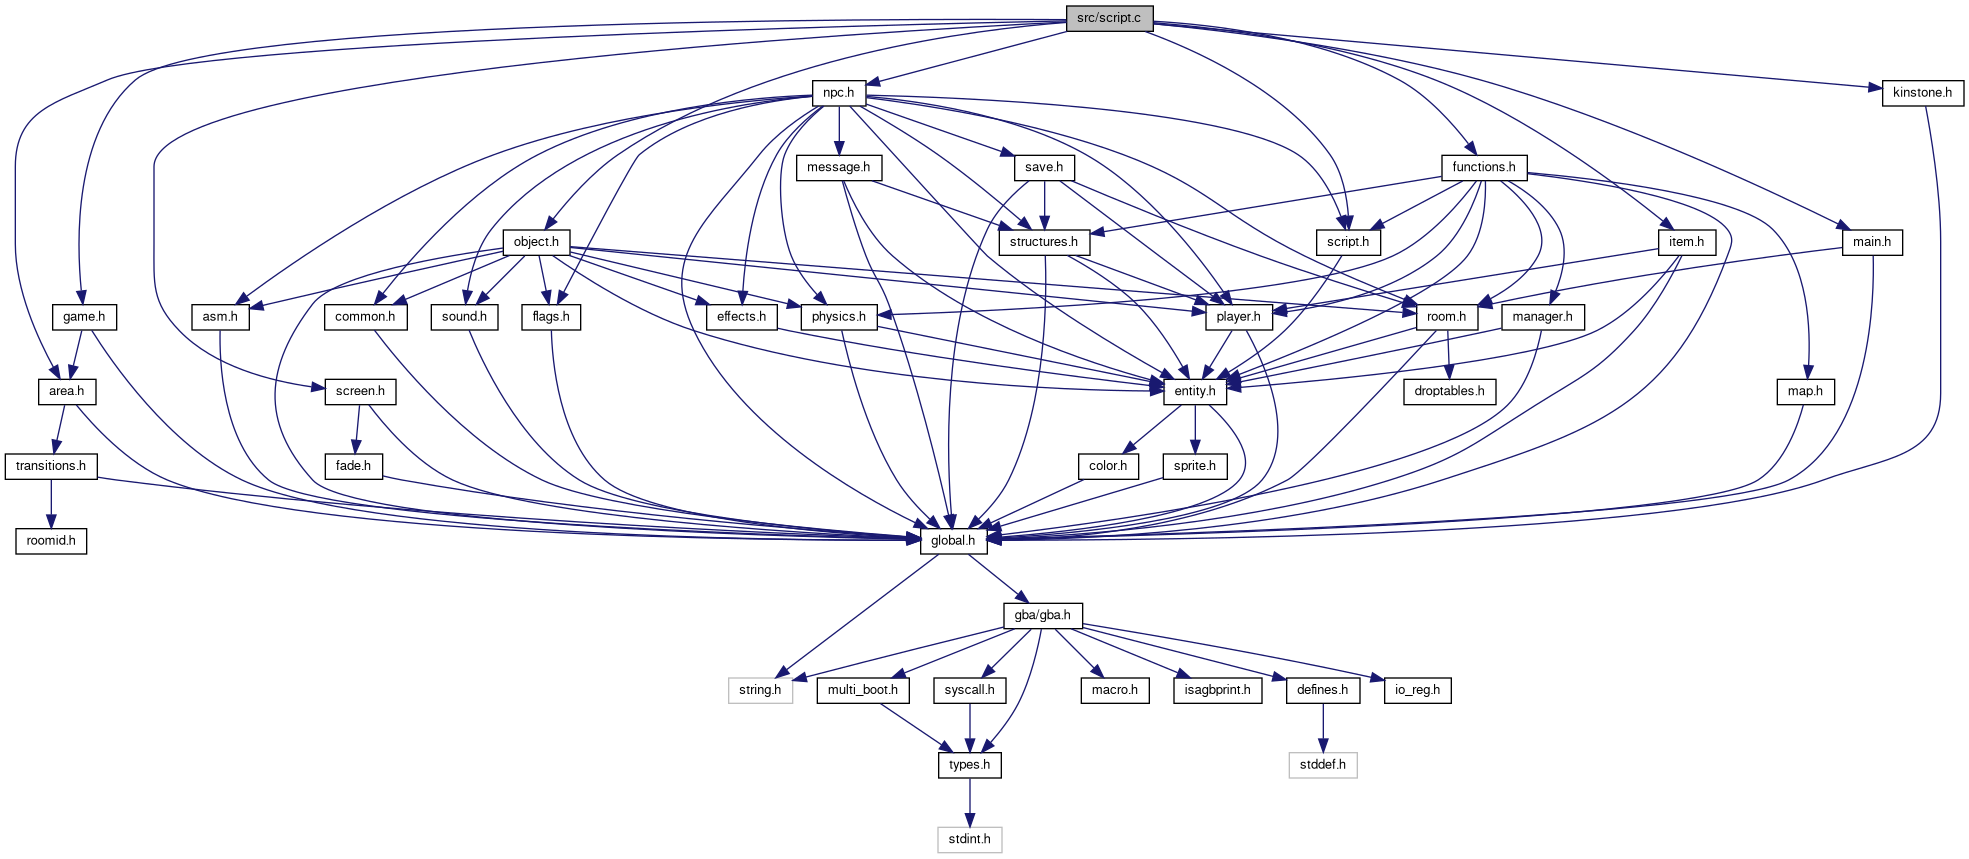 src/script.c
npc.h
kinstone.h
message.h
save.h
functions.h
object.h
structures.h
script.h
item.h
main.h
game.h
asm.h
common.h
sound.h
flags.h
effects.h
physics.h
player.h
room.h
manager.h
area.h
screen.h
entity.h
droptables.h
map.h
transitions.h
fade.h
color.h
sprite.h
roomid.h
global.h
gba/gba.h
string.h
multi_boot.h
syscall.h
macro.h
isagbprint.h
defines.h
io_reg.h
types.h
stddef.h
stdint.h